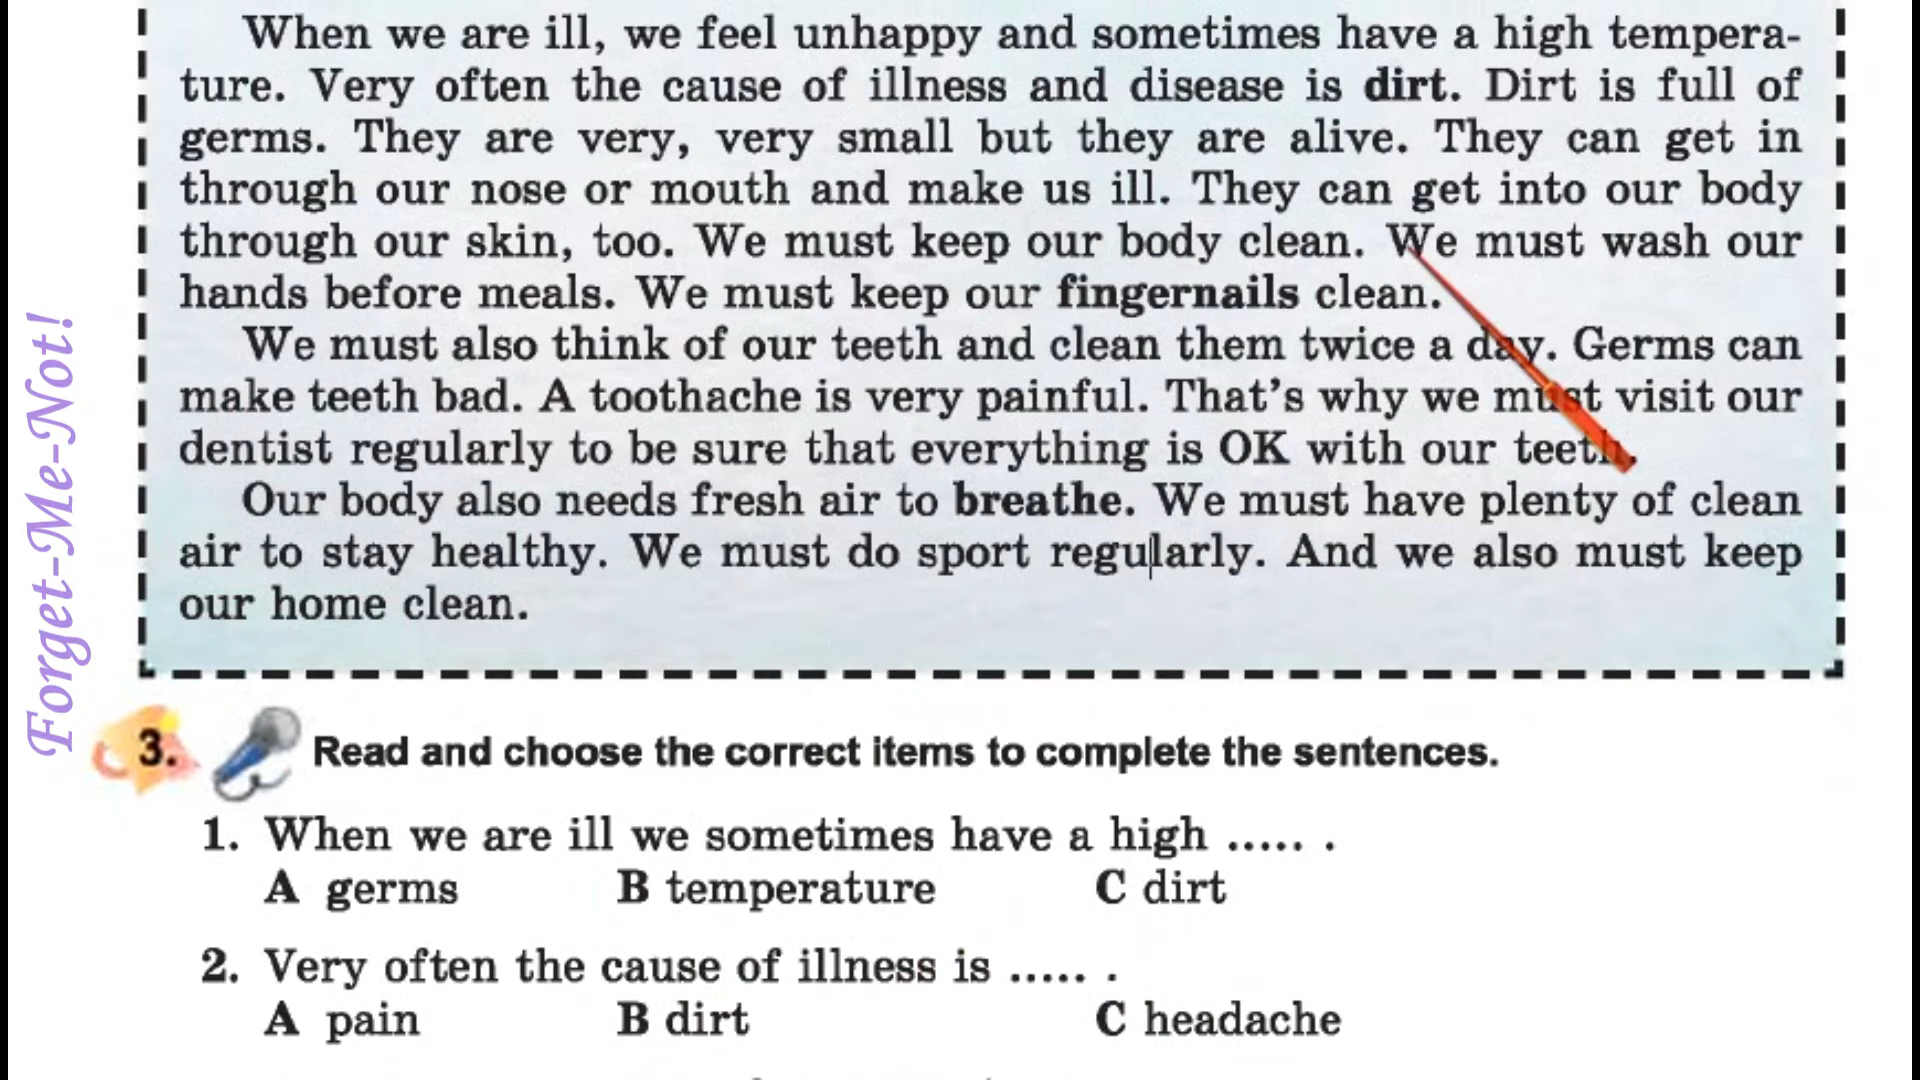 When we are ill, we feel unhappy and sometimes have a high tempera-
ture. Very often the cause of illness and disease is dirt. Dirt is full of
germs. They are very, very small but they are alive. They can get in
through our nose or mouth and make us ill. They can get into our body
through our skin, too. We must keep our body clean. We must wash our
hands before meals. We must keep our fingernails clean.
We must also think of our teeth and clean them twice a day. Germs can
make teeth bad. A toothache is very painful. That's why we must visit our
dentist regularly to be sure that everything is OK with our teeth.
Our body also needs fresh air to breathe. We must have plenty of clean
air to stay healthy. We must do sport regularly. And we also must keep
our home clean.
Forget-Me-Not!
3. Read and choose the correct items to complete the sentences.
1. When we are ill we sometimes have a high ..... .
A germs B temperature C dirt
2. Very often the cause of illness is ..... .
A pain B dirt C headache